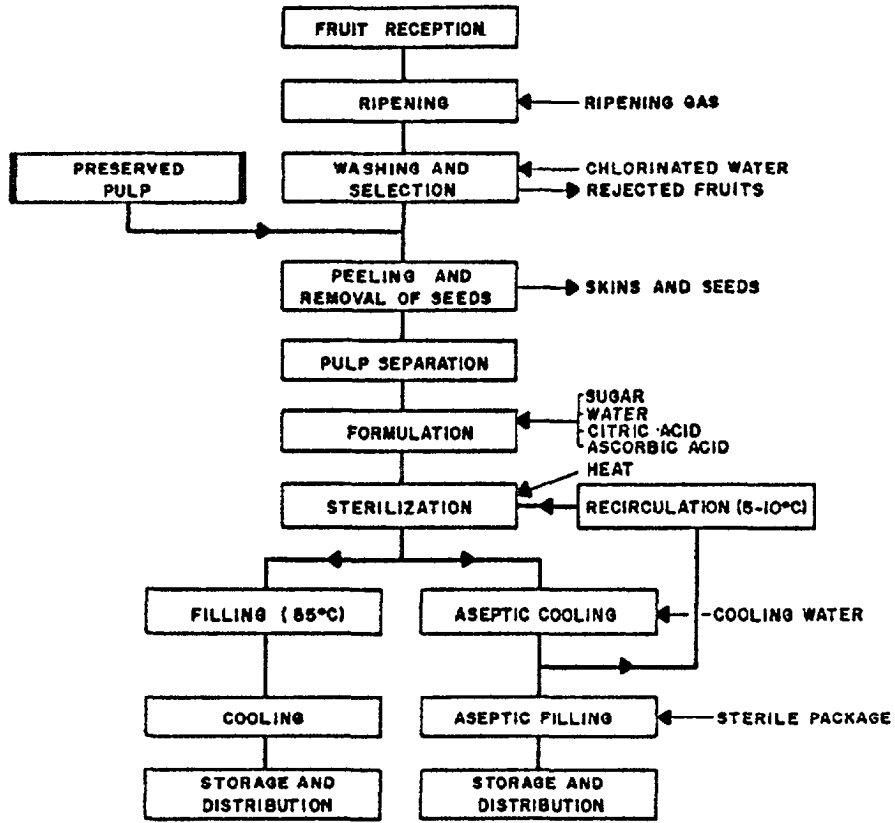 FRUIT RECEPTION
RIPENING
RIPENING GAS
PRESERVED
PULP
WASHING AND
SELECTION
CHLORINATED WATER
REJECTED FRUITS
PEELING AND
REMOVAL OF SEEDS
SKINS AND SEEDS
PULP SEPARATION
FORMULATION
SUGAR
WATER
CITRIC ACID
ASCORBIC ACID
HEAT
STERILIZATION
RECIRCULATION (5-10°C)
FILLING (85°C)
ASEPTIC COOLING
COOLING WATER
COOLING
ASEPTIC FILLING
STERILE PACKAGE
STORAGE AND
DISTRIBUTION
STORAGE AND
DISTRIBUTION